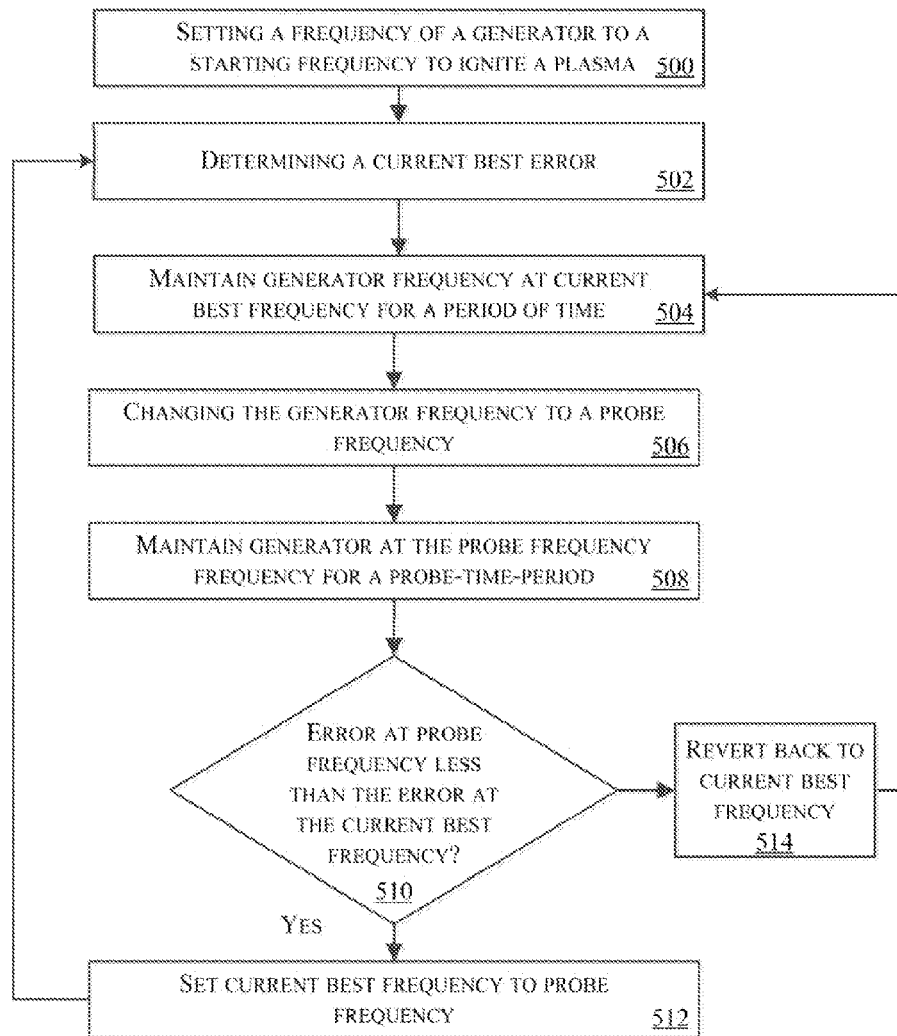 SETTING A FREQUENCY OF A GENERATOR TO A
STARTING FREQUENCY TO IGNITE A PLASMA
500
DETERMINING A CURRENT BEST ERROR
502
MAINTAIN GENERATOR FREQUENCY AT CURRENT
BEST FREQUENCY FOR A PERIOD OF TIME
504
CHANGING THE GENERATOR FREQUENCY TO A PROBE
FREQUENCY
506
MAINTAIN GENERATOR AT THE PROBE FREQUENCY
FREQUENCY FOR A PROBE-TIME-PERIOD
508
ERROR AT PROBE
FREQUENCY LESS
THAN THE ERROR AT
THE CURRENT BEST
FREQUENCY?
510
REVERT BACK TO
CURRENT BEST
FREQUENCY
514
YES
SET CURRENT BEST FREQUENCY TO PROBE
FREQUENCY
512